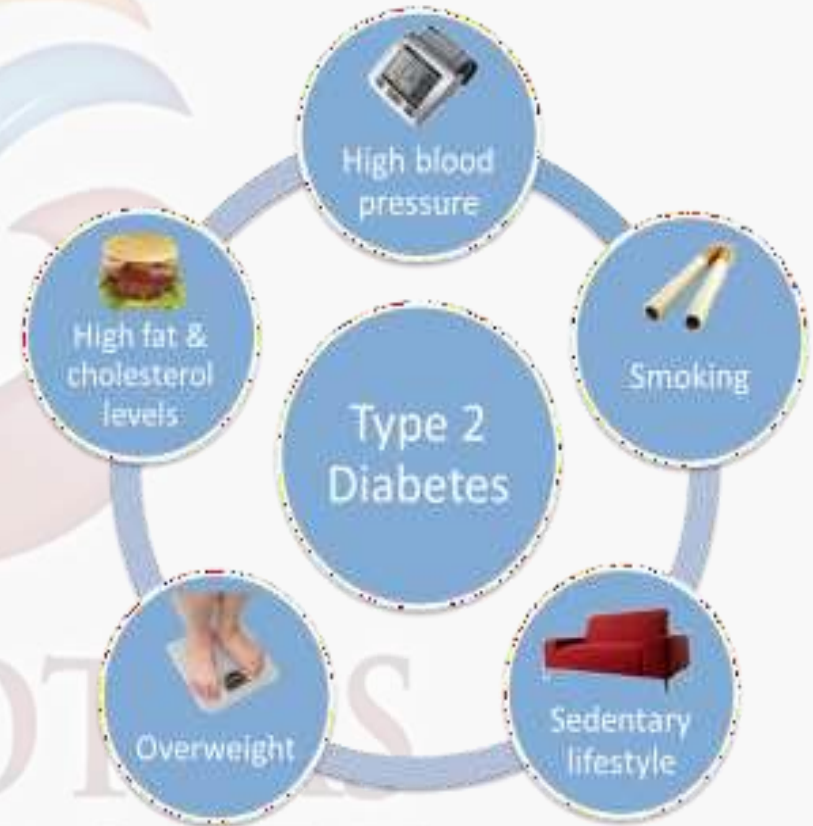 High blood
pressure
Smoking
Sedentary
lifestyle
Overweight
High fat &
cholesterol
levels
Type 2
Diabetes